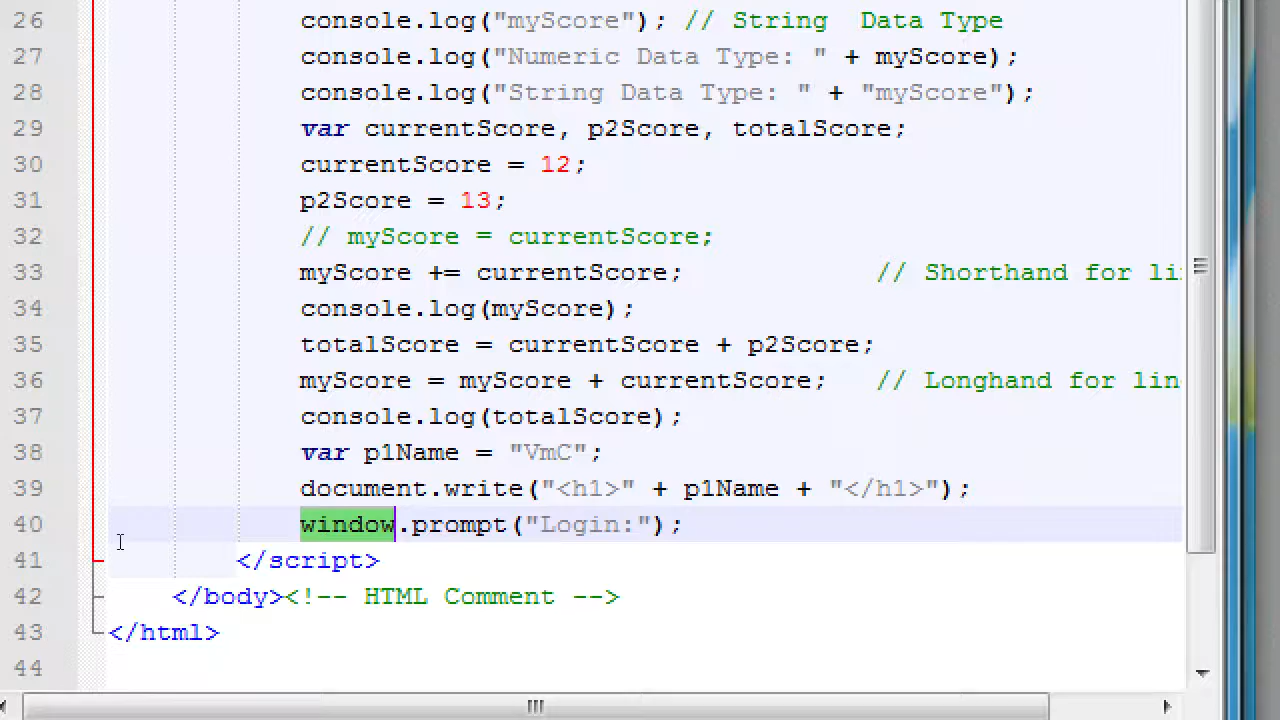 26 console.log("myScore"); // String  Data Type
27 console.log("Numeric Data Type: " + myScore);
28 console.log("String Data Type: " + "myScore");
29 var currentScore, p2Score, totalScore;
30 currentScore = 12;
31 p2Score = 13;
32 // myScore = currentScore;
33 myScore += currentScore; // Shorthand for
34 console.log(myScore);
35 totalScore = currentScore + p2Score;
36 myScore = myScore + currentScore; // Longhand for
37 console.log(totalScore);
38 var p1Name = "VmC";
39 document.write("<h1>" + p1Name + "</h1>");
40 window.prompt("Login:");
41 </script>
42 </body><!-- HTML Comment -->
43 </html>
44